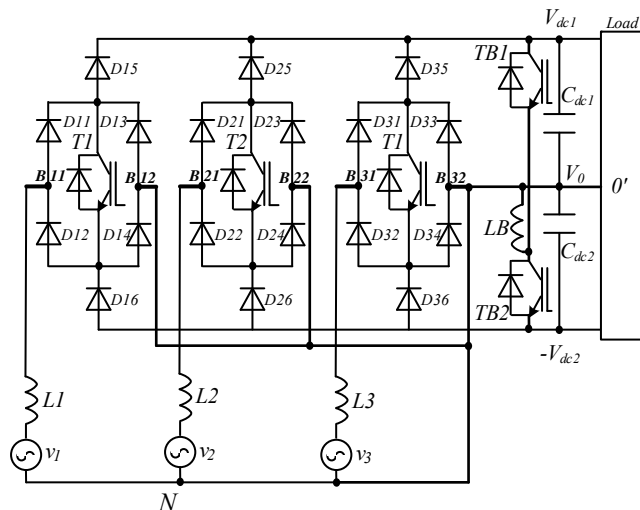 V_dc1 Load
TB1
D15 D25 D35
C_dc1
D11 D13 D21 D23 D31 D33
T1 T2 T1
B11 B12 B21 B22 B31 B32 V_0 0'
LB
D12 D14 D22 D24 D32 D34 C_dc2
D16 D26 D36 TB2
-V_dc2
L1 L2 L3
v_1 v_2 v_3
N